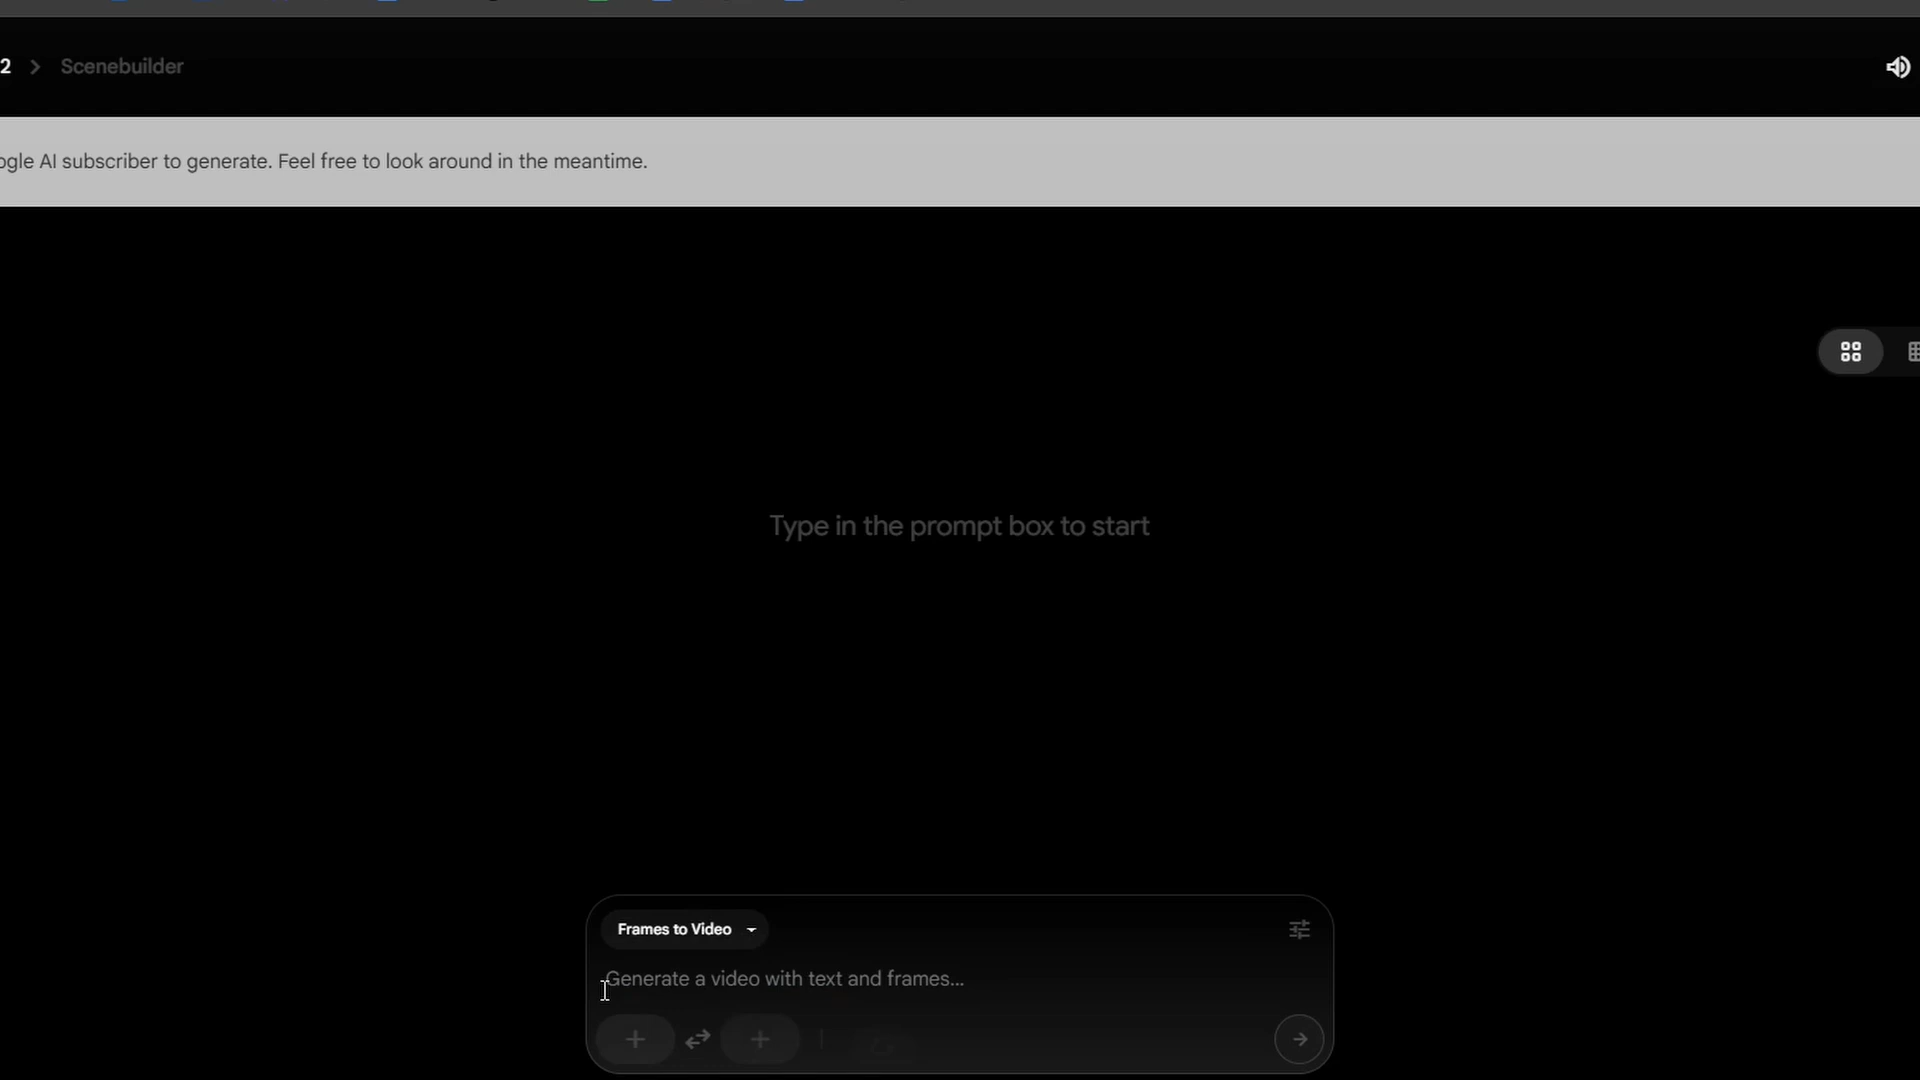 2 > Scenebuilder
ogle AI subscriber to generate. Feel free to look around in the meantime.
Type in the prompt box to start
Frames to Video
Generate a video with text and frames...